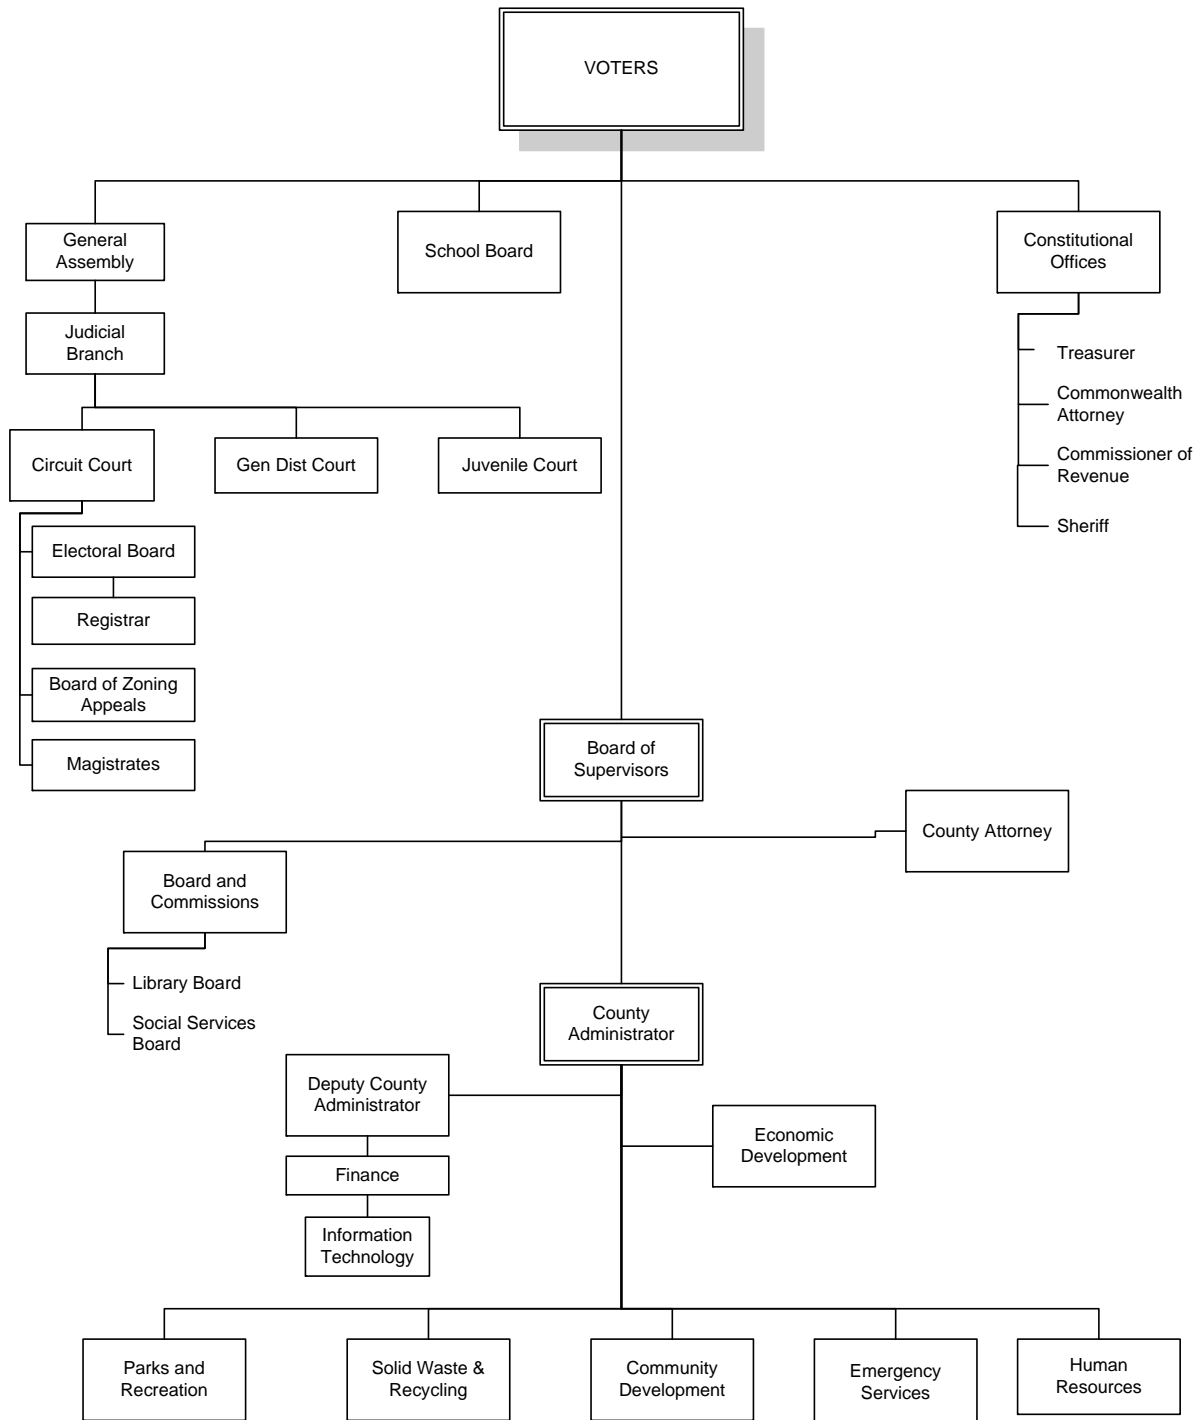 VOTERS
General
Assembly
School Board
Constitutional
Offices
Judicial
Branch
Treasurer
Commonwealth
Attorney
Commissioner of
Revenue
Sheriff
Circuit Court
Gen Dist Court
Juvenile Court
Electoral Board
Registrar
Board of Zoning
Appeals
Magistrates
Board of
Supervisors
County Attorney
Board and
Commissions
Library Board
Social Services
Board
County
Administrator
Deputy County
Administrator
Economic
Development
Finance
Information
Technology
Parks and
Recreation
Solid Waste &
Recycling
Community
Development
Emergency
Services
Human
Resources